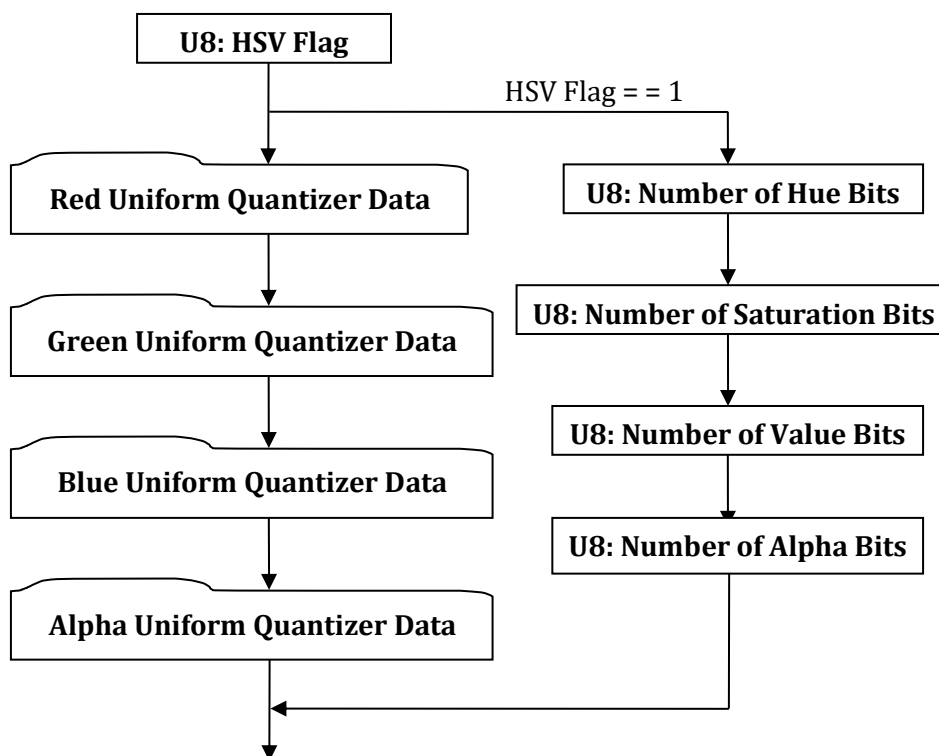 U8: HSV Flag
HSV Flag = = 1
Red Uniform Quantizer Data
Green Uniform Quantizer Data
Blue Uniform Quantizer Data
Alpha Uniform Quantizer Data
U8: Number of Hue Bits
U8: Number of Saturation Bits
U8: Number of Value Bits
U8: Number of Alpha Bits